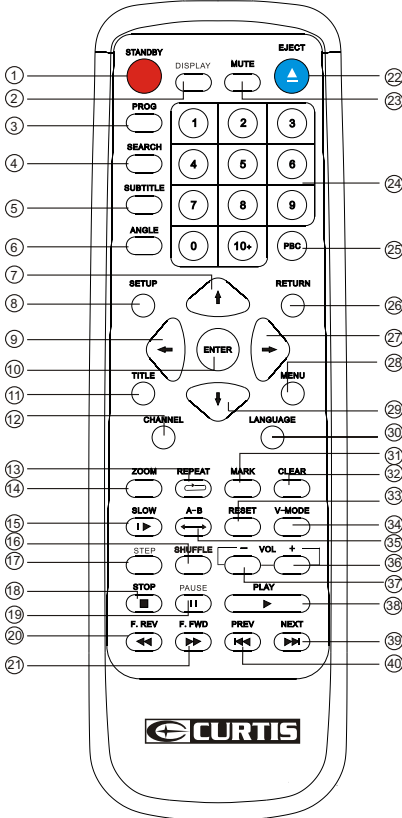 STANDBY EJECT
DISPLAY MUTE
1 22
2 23
PROG
3 1 2 3
SEARCH
4 4 5 6
24
SUBTITLE
5 7 8 9
ANGLE
6 0 10+ PBC 25
7
SETUP RETURN
8 26
9 27
10 ENTER
28
TITLE MENU
11
12 29
CHANNEL LANGUAGE
30
13 31
ZOOM REPEAT MARK CLEAR 32
14 33
SLOW A-B RESET V-MODE
15 34
16 35
STEP SHUFFLE − VOL +
17 36
37
18 STOP PAUSE PLAY 38
19
F. REV F. FWD PREV NEXT
20 39
21 40
CURTIS